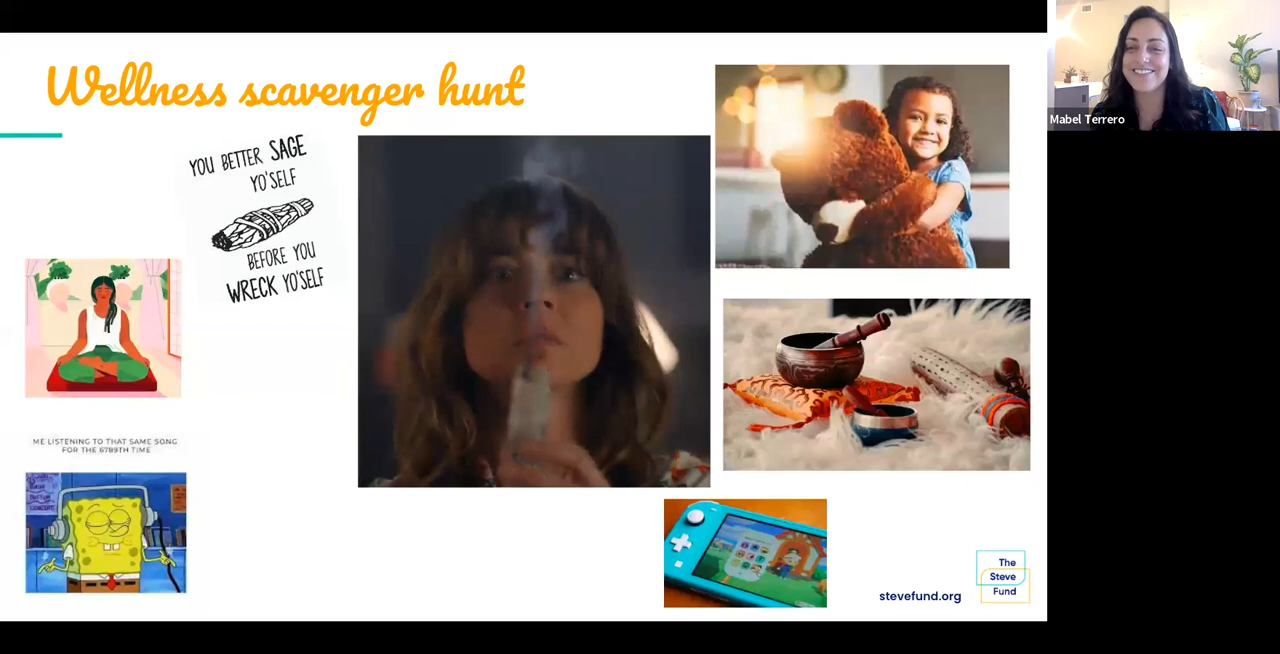 Wellness scavenger hunt
Mabel Terrero
YOU BETTER SAGE
YO'SELF
BEFORE YOU
WRECK YO'SELF
ME LISTENING TO THAT SAME SONG
FOR THE 6789TH TIME
stevefund.org
The
Steve
Fund